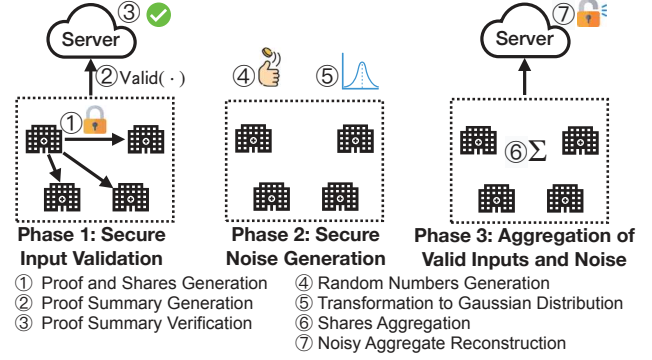 ③
Server
②Valid( · )
①
Phase 1: Secure
Input Validation
④
⑤
Phase 2: Secure
Noise Generation
⑦
Server
⑥Σ
Phase 3: Aggregation of
Valid Inputs and Noise
① Proof and Shares Generation
② Proof Summary Generation
③ Proof Summary Verification
④ Random Numbers Generation
⑤ Transformation to Gaussian Distribution
⑥ Shares Aggregation
⑦ Noisy Aggregate Reconstruction